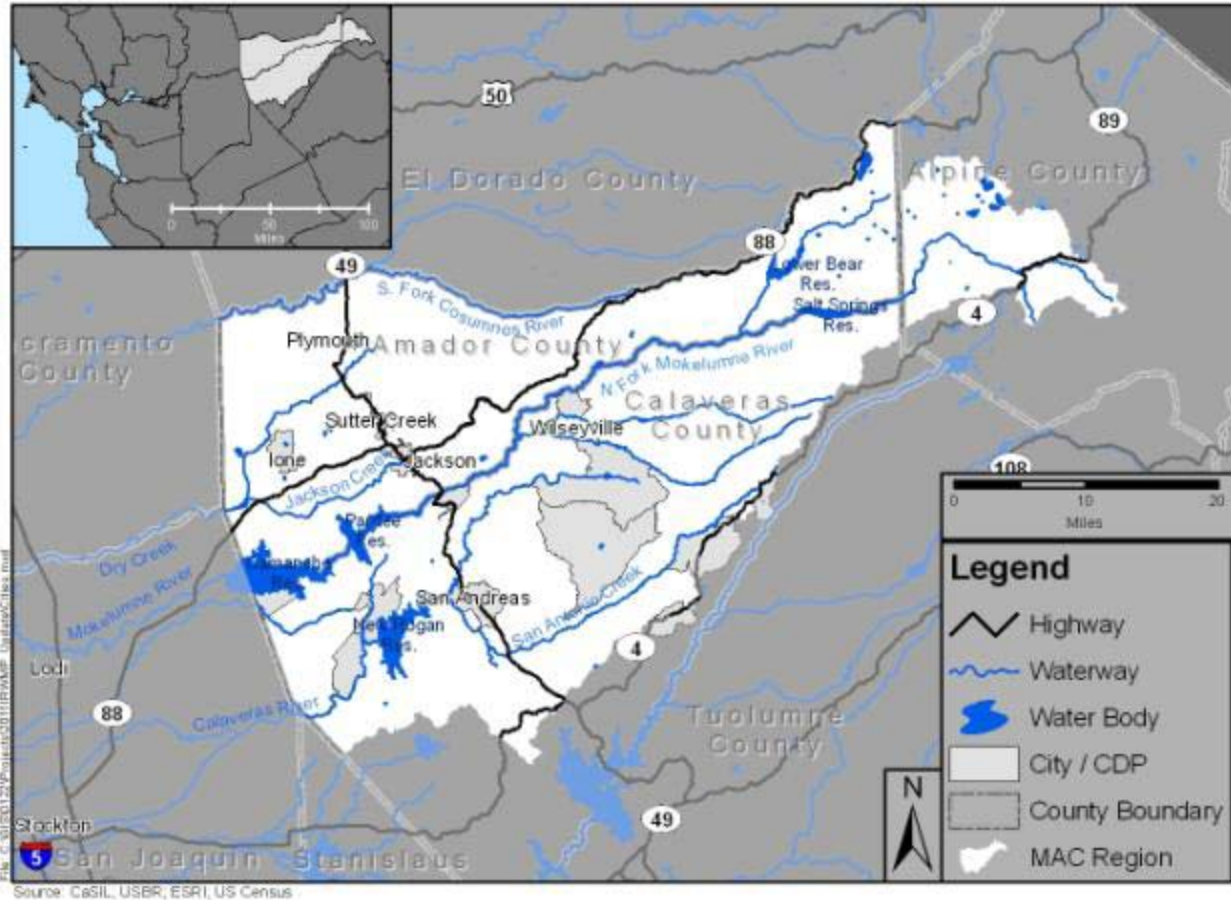 0 50 100
Miles
50
89
El Dorado County
Alpine County
88
49
Lower Bear
Res.
S. Fork Cosumnes River
Salt Springs
Res.
4
Plymouth
Amador County
cramento
County
N Fork Mokelumne River
Calaveras
County
Sutter Creek
Wilseyville
Ione
Jackson
108
Jackson Creek
0 10 20
Miles
Pardee
Res.
Dry Creek
Camanche
Res.
Legend
Mokelumne River
San Andreas
San Antonio Creek
New Hogan
Res.
Highway
4
Lodi
Waterway
88
Calaveras River
Water Body
Tuolumne
County
City / CDP
N
County Boundary
49
Stockton
5
San Joaquin
Stanislaus
MAC Region
Source: CaSIL, USBR, ESRI, US Census